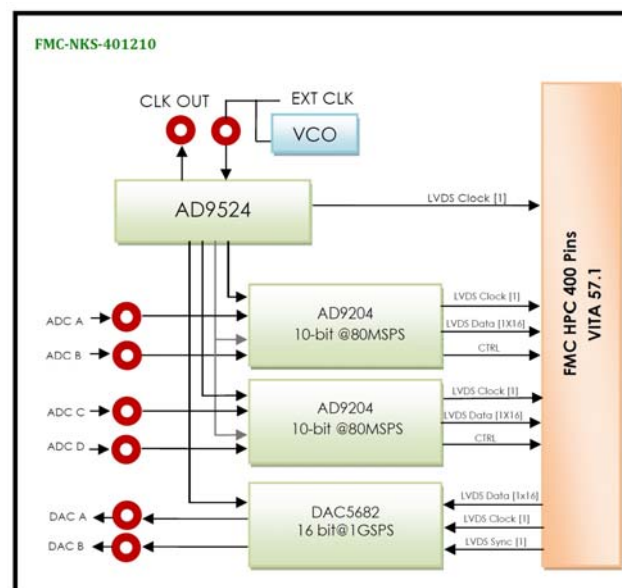 FMC-NKS-401210
CLK OUT
EXT CLK
VCO
AD9524
LVDS Clock [1]
FMC HPC 400 Pins
VITA 57.1
ADC A
ADC B
AD9204
10-bit @80MSPS
LVDS Clock [1]
LVDS Data [1X16]
CTRL
ADC C
ADC D
AD9204
10-bit @80MSPS
LVDS Clock [1]
LVDS Data [1X16]
CTRL
DAC A
DAC B
DAC5682
16 bit@1GSPS
LVDS Data [1x16]
LVDS Clock [1]
LVDS Sync [1]